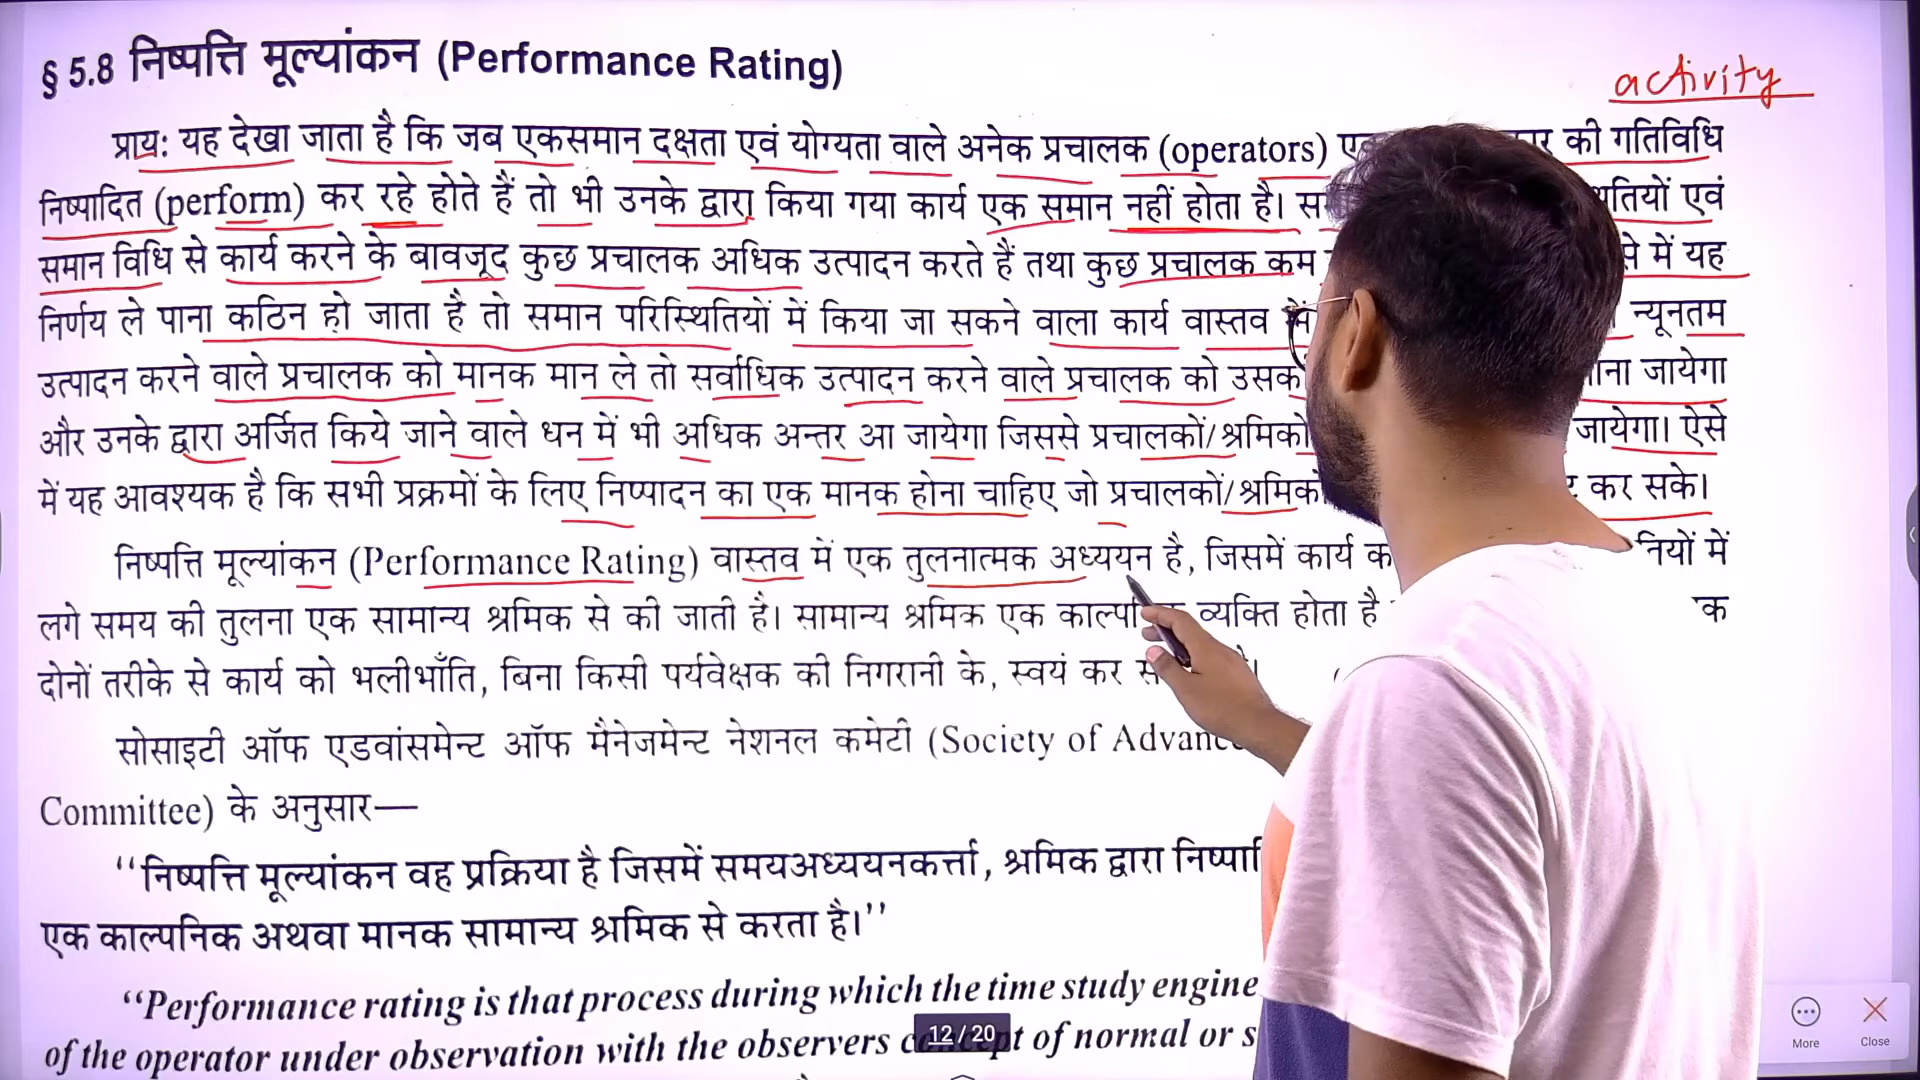 § 5.8 निष्पत्ति मूल्यांकन (Performance Rating)
activity
प्राय: यह देखा जाता है कि जब एकसमान दक्षता एवं योग्यता वाले अनेक प्रचालक (operators) की गतिविधि
निष्पादित (perform) कर रहे होते हैं तो भी उनके द्वारा किया गया कार्य एक समान नहीं होता है। एवं
समान विधि से कार्य करने के बावजूद कुछ प्रचालक अधिक उत्पादन करते हैं तथा कुछ प्रचालक कम में यह
निर्णय ले पाना कठिन हो जाता है तो समान परिस्थितियों में किया जा सकने वाला कार्य वास्तव में न्यूनतम
उत्पादन करने वाले प्रचालक को मानक मान ले तो सर्वाधिक उत्पादन करने वाले प्रचालक को जायेगा
और उनके द्वारा अर्जित किये जाने वाले धन में भी अधिक अन्तर आ जायेगा जिससे प्रचालकों/श्रमिकों जायेगा। ऐसे
में यह आवश्यक है कि सभी प्रक्रमों के लिए निष्पादन का एक मानक होना चाहिए जो प्रचालकों/श्रमिकों कर सके।
निष्पत्ति मूल्यांकन (Performance Rating) वास्तव में एक तुलनात्मक अध्ययन है, जिसमें कार्य में
लगे समय की तुलना एक सामान्य श्रमिक से की जाती है। सामान्य श्रमिक एक व्यक्ति होता है
दोनों तरीके से कार्य को भलीभाँति, बिना किसी पर्यवेक्षक की निगरानी के, स्वयं कर
सोसाइटी ऑफ एडवांसमेन्ट ऑफ मैनेजमेन्ट नेशनल कमेटी (Society of
Committee) के अनुसार—
“निष्पत्ति मूल्यांकन वह प्रक्रिया है जिसमें समयअध्ययनकर्त्ता, श्रमिक द्वारा
एक काल्पनिक अथवा मानक सामान्य श्रमिक से करता है।”
“Performance rating is that process during which the time study
of the operator under observation with the observers of normal or
12/20
More
Close